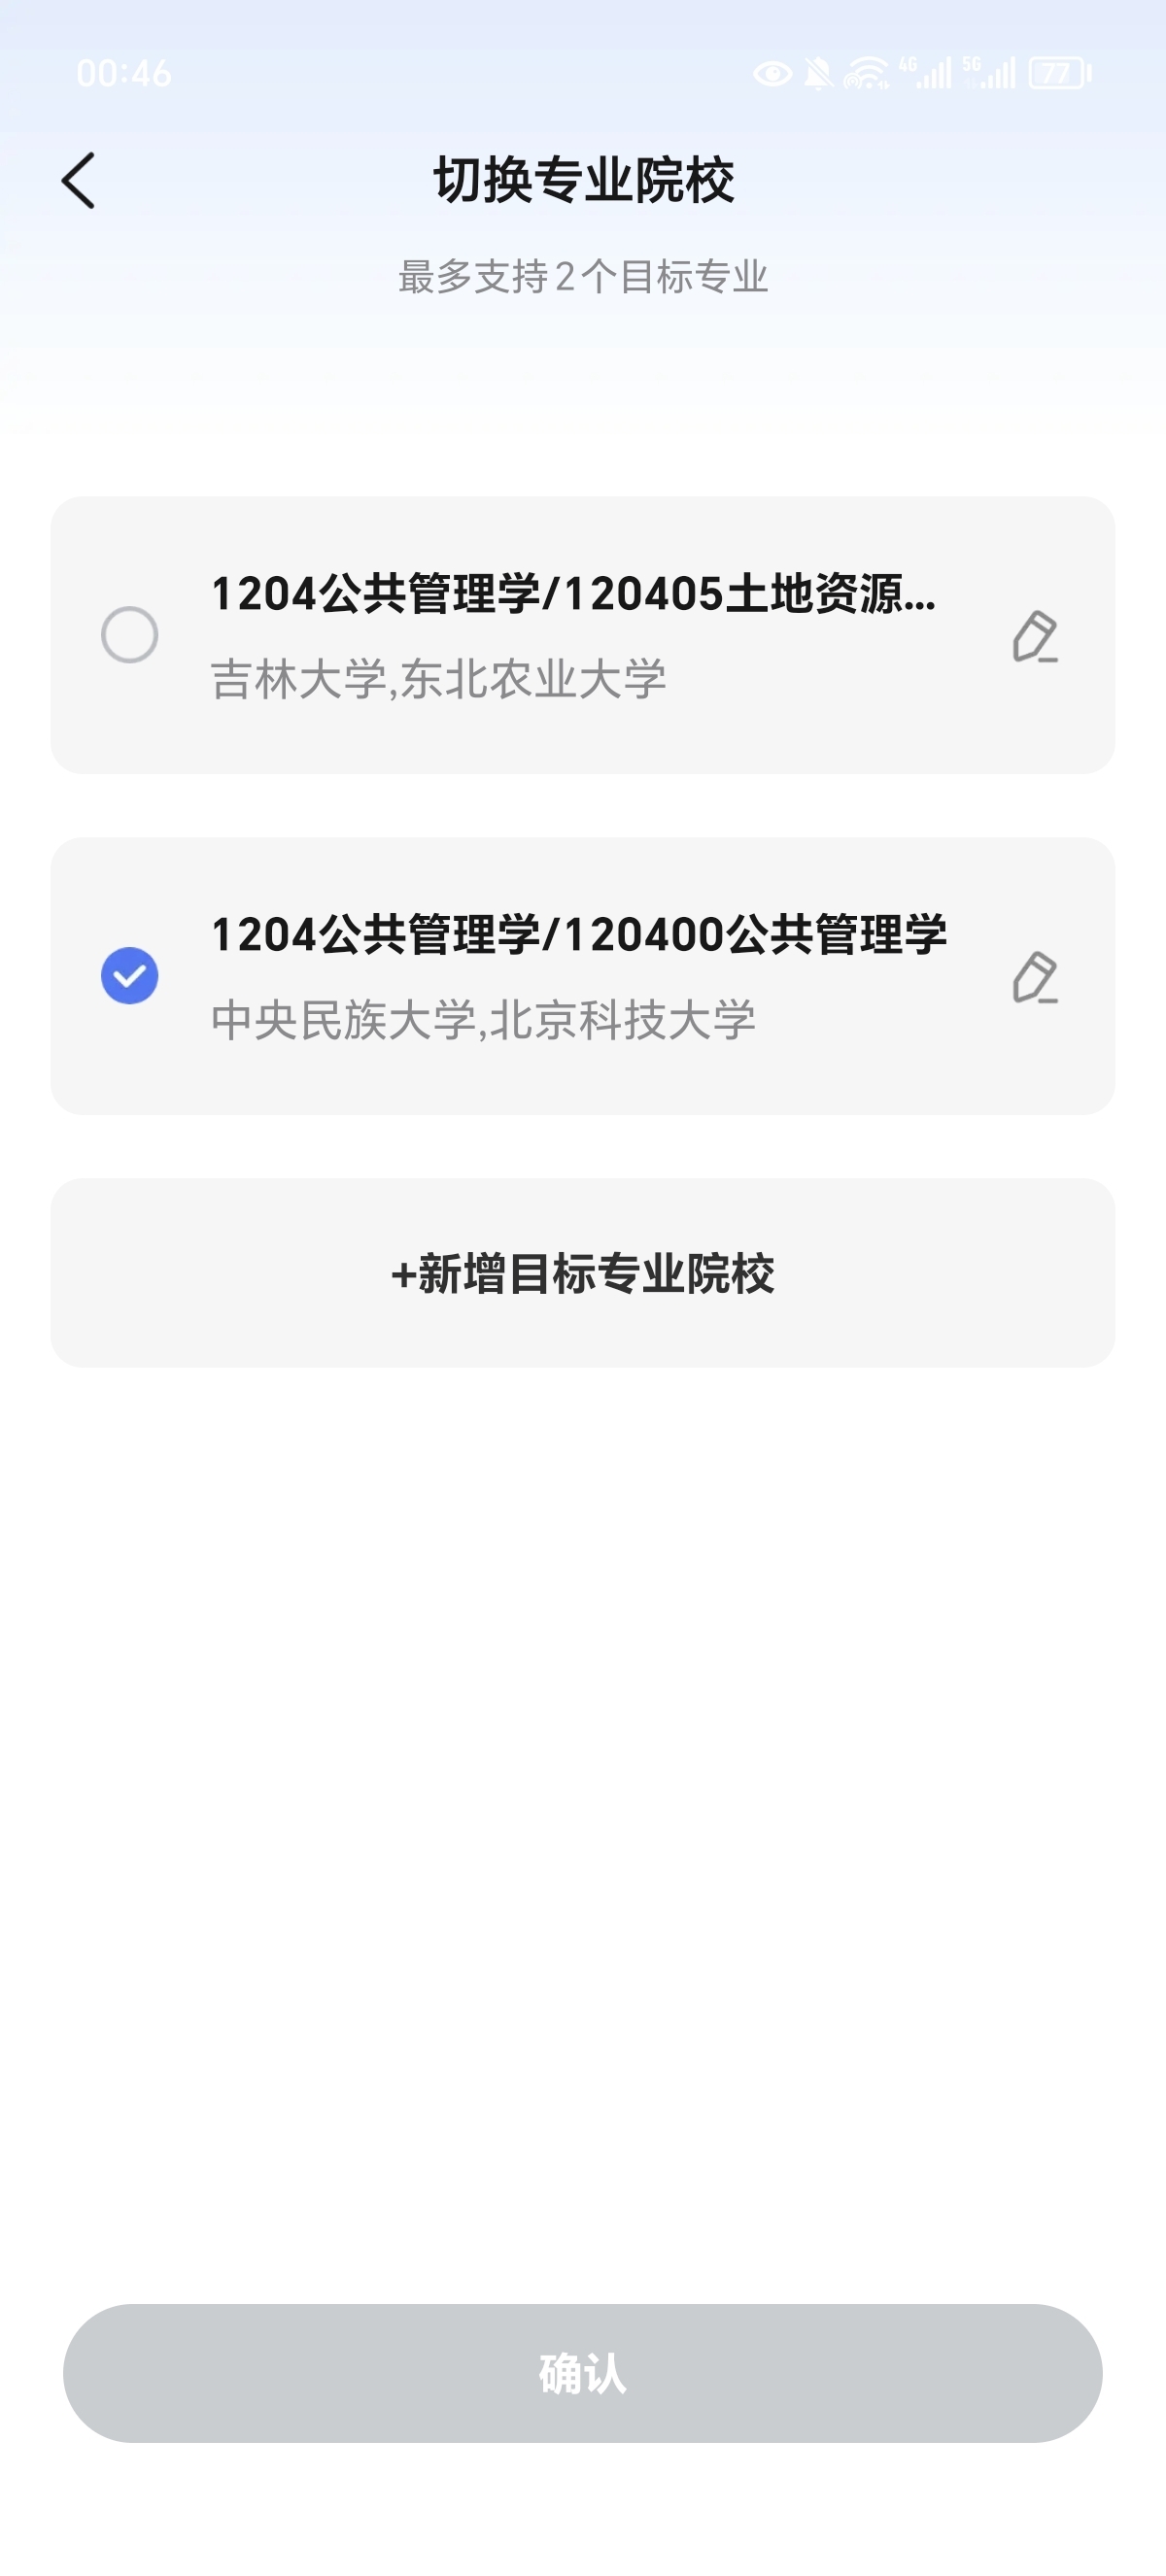 00:46
4G 5G 77
切换专业院校
最多支持2个目标专业
1204公共管理学/120405土地资源...
吉林大学,东北农业大学
1204公共管理学/120400公共管理学
中央民族大学,北京科技大学
+新增目标专业院校
确认